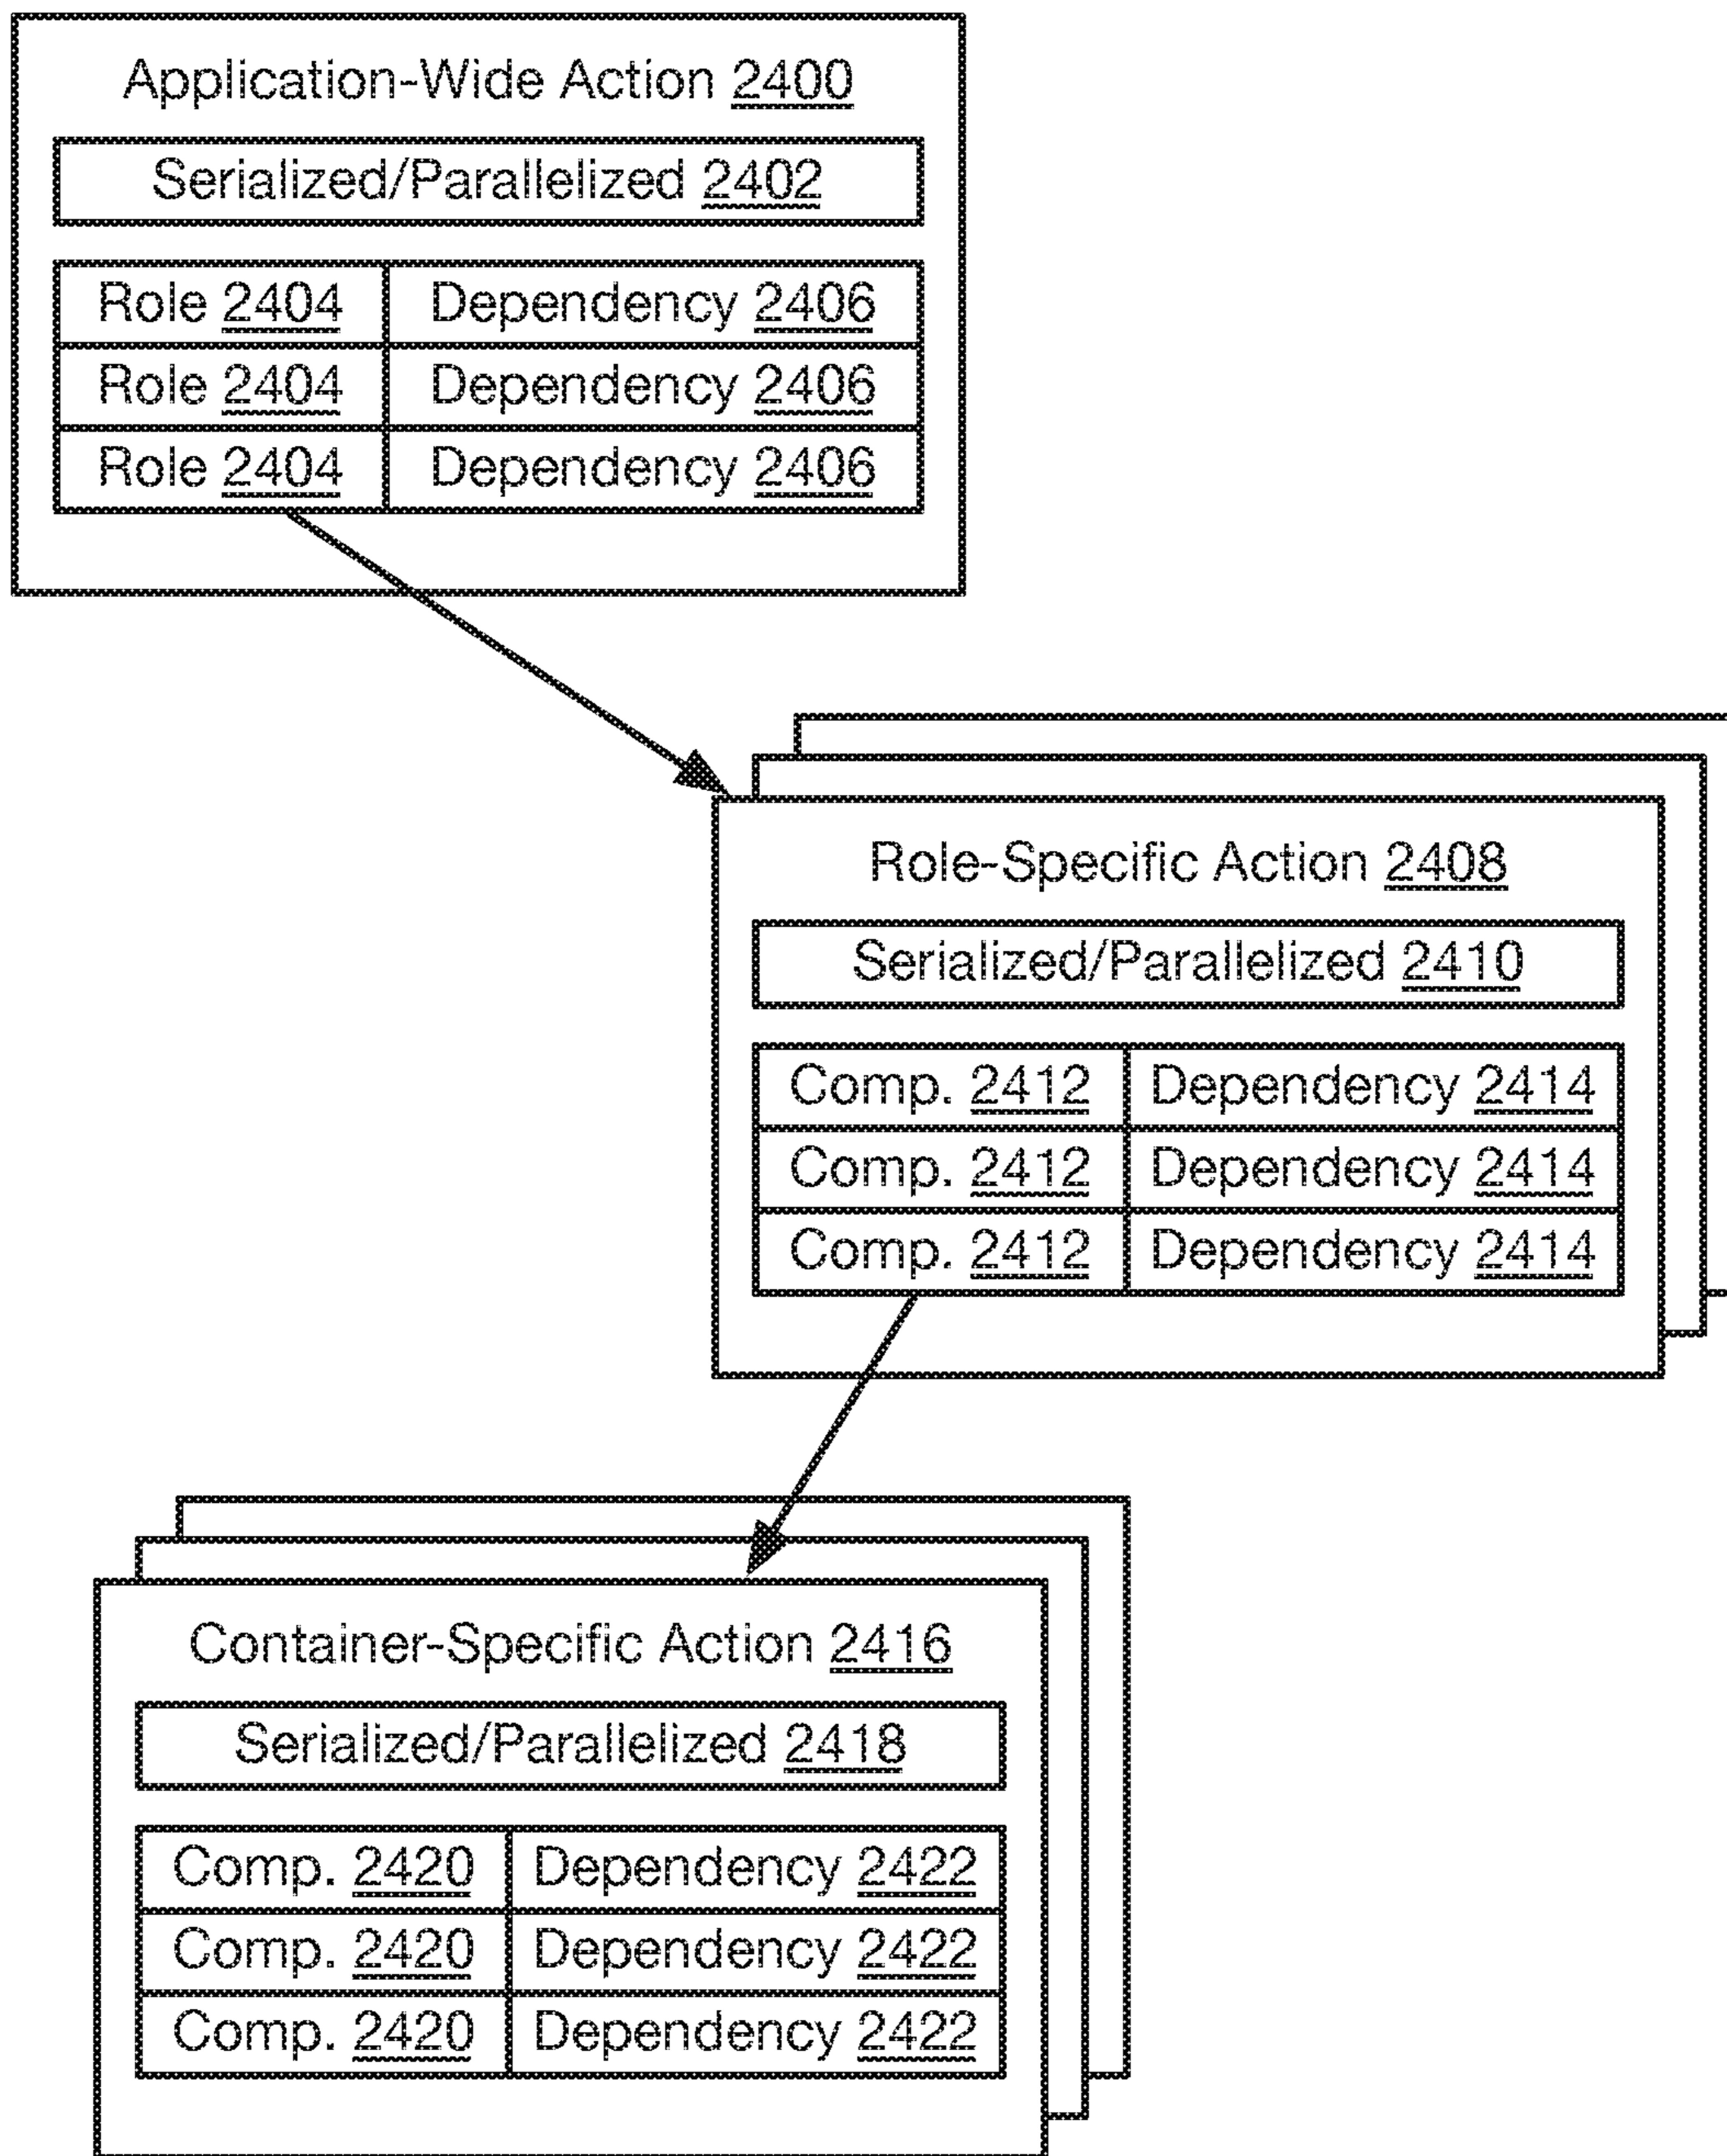 Application-Wide Action 2400
Serialized/Parallelized 2402
Role 2404 Dependency 2406
Role 2404 Dependency 2406
Role 2404 Dependency 2406
Role-Specific Action 2408
Serialized/Parallelized 2410
Comp. 2412 Dependency 2414
Comp. 2412 Dependency 2414
Comp. 2412 Dependency 2414
Container-Specific Action 2416
Serialized/Parallelized 2418
Comp. 2420 Dependency 2422
Comp. 2420 Dependency 2422
Comp. 2420 Dependency 2422